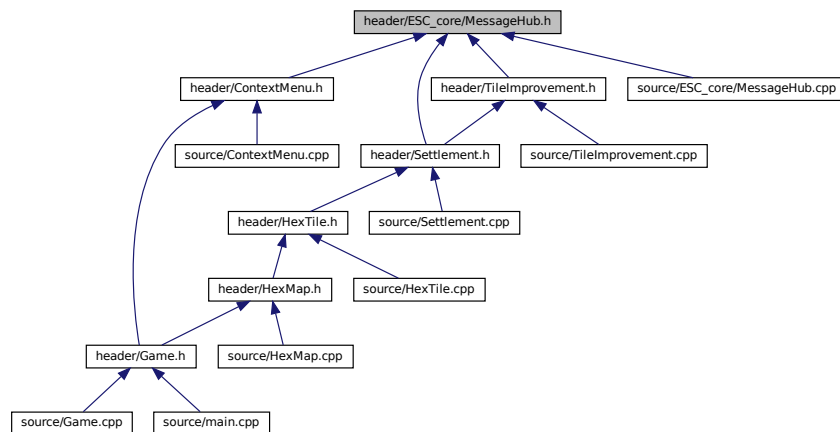 header/ESC_core/MessageHub.h
header/ContextMenu.h
header/TileImprovement.h
source/ESC_core/MessageHub.cpp
source/ContextMenu.cpp
header/Settlement.h
source/TileImprovement.cpp
header/HexTile.h
source/Settlement.cpp
header/HexMap.h
source/HexTile.cpp
header/Game.h
source/HexMap.cpp
source/Game.cpp
source/main.cpp